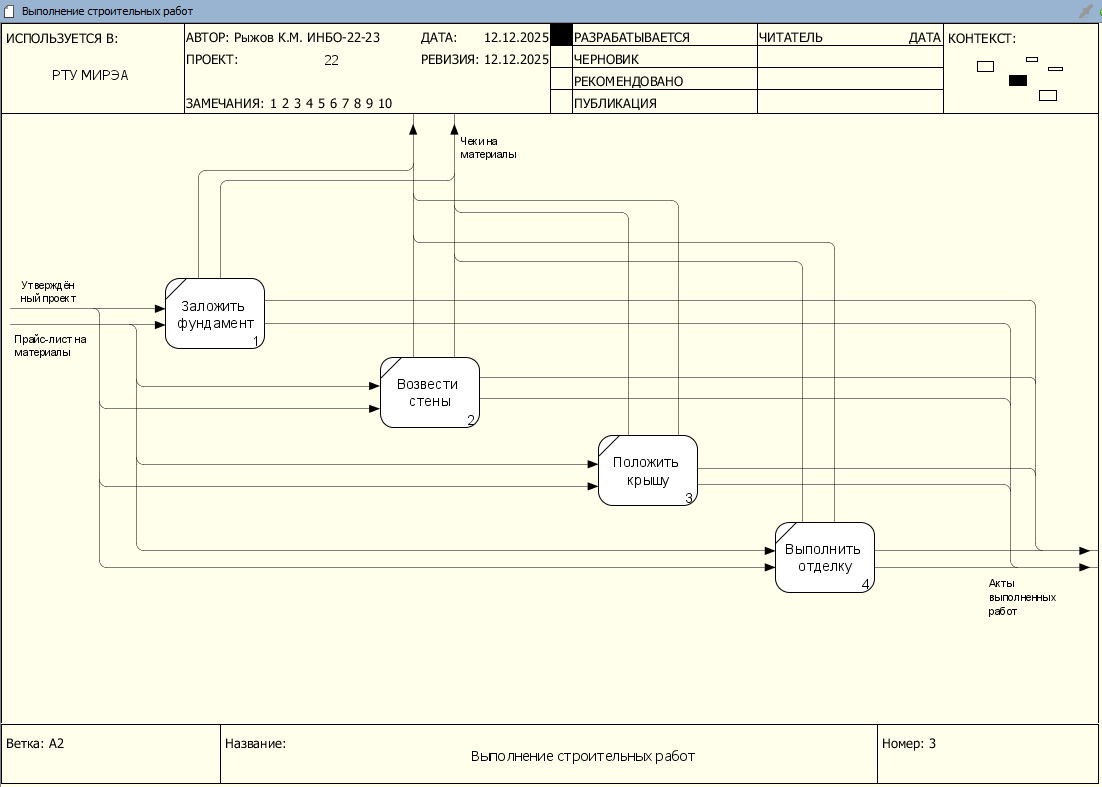 Выполнение строительных работ
ИСПОЛЬЗУЕТСЯ В:
РТУ МИРЭА
АВТОР: Рыжов К.М. ИНБО-22-23
ДАТА: 12.12.2025
ПРОЕКТ: 22
РЕВИЗИЯ: 12.12.2025
ЗАМЕЧАНИЯ: 1 2 3 4 5 6 7 8 9 10
РАЗРАБАТЫВАЕТСЯ
ЧЕРНОВИК
РЕКОМЕНДОВАНО
ПУБЛИКАЦИЯ
ЧИТАТЕЛЬ ДАТА
КОНТЕКСТ:
Чеки на
материалы
Утверждён
ный проект
Прайс-лист на
материалы
Заложить
фундамент
1
Возвести
стены
2
Положить
крышу
3
Выполнить
отделку
4
Акты
выполненных
работ
Ветка: A2
Название:
Выполнение строительных работ
Номер: 3